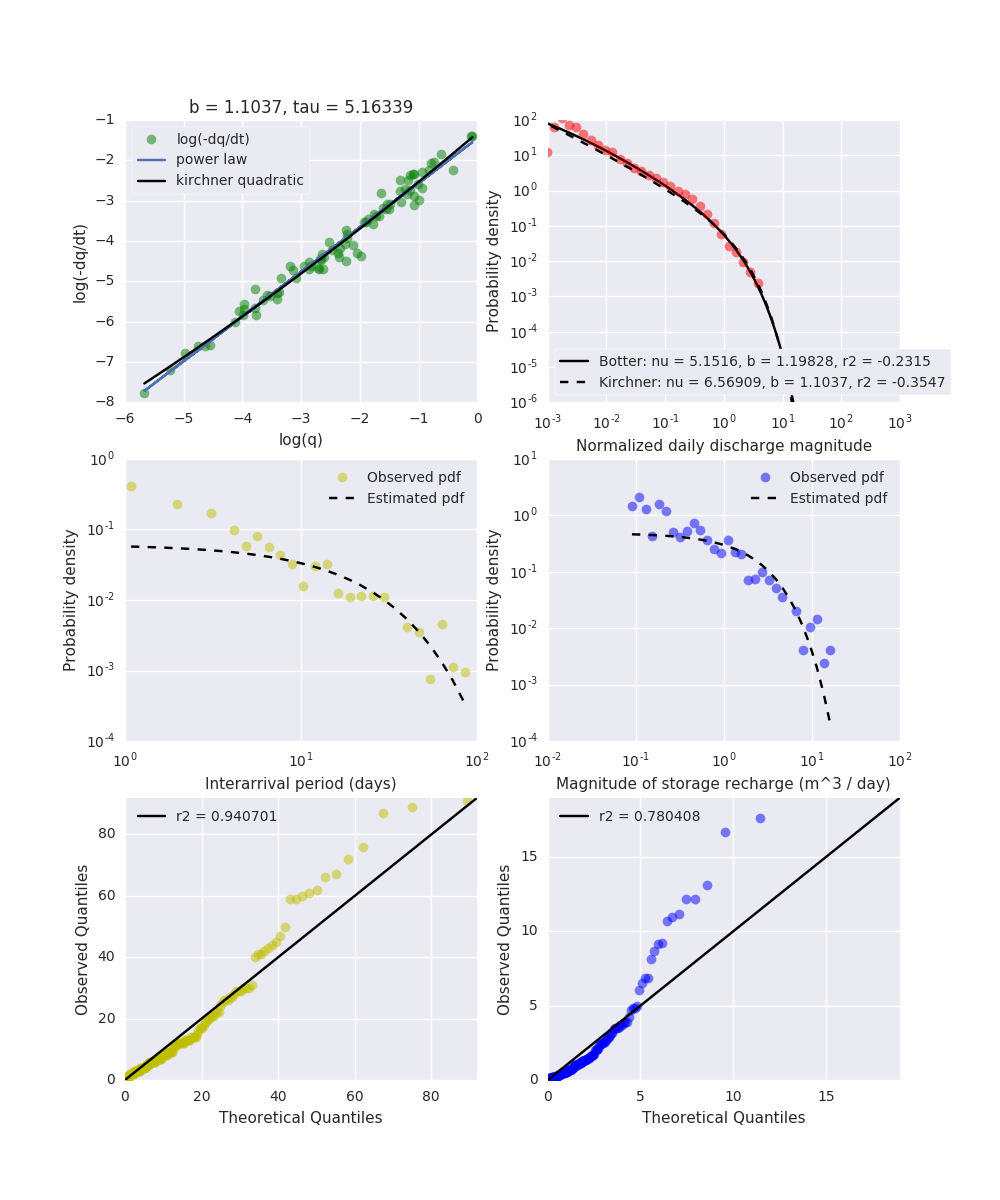 b = 1.1037, tau = 5.16339
−1
−2
−3
−4
−5
−6
−7
−8
log(-dq/dt)
log(-dq/dt)
power law
kirchner quadratic
−6 −5 −4 −3 −2 −1 0
log(q)
10^2
10^1
10^0
10^-1
10^-2
10^-3
10^-4
10^-5
10^-6
Probability density
Botter: nu = 5.1516, b = 1.19828, r2 = -0.2315
Kirchner: nu = 6.56909, b = 1.1037, r2 = -0.3547
10^-3 10^-2 10^-1 10^0 10^1 10^2 10^3
Normalized daily discharge magnitude
10^0
10^-1
10^-2
10^-3
10^-4
Probability density
Observed pdf
Estimated pdf
10^0 10^1 10^2
Interarrival period (days)
10^1
10^0
10^-1
10^-2
10^-3
10^-4
Probability density
Observed pdf
Estimated pdf
10^-2 10^-1 10^0 10^1 10^2
Magnitude of storage recharge (m^3 / day)
80
60
40
20
0
Observed Quantiles
r2 = 0.940701
0 20 40 60 80
Theoretical Quantiles
15
10
5
0
Observed Quantiles
r2 = 0.780408
0 5 10 15
Theoretical Quantiles